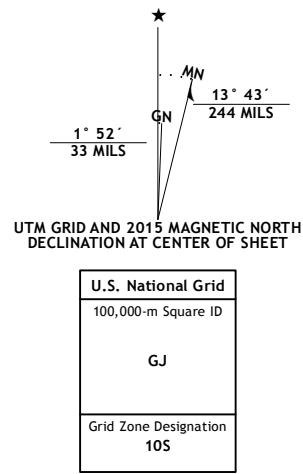 ★
MN
GN
13° 43´
244 MILS
1° 52´
33 MILS
UTM GRID AND 2015 MAGNETIC NORTH
DECLINATION AT CENTER OF SHEET
U.S. National Grid
100,000-m Square ID
GJ
Grid Zone Designation
10S